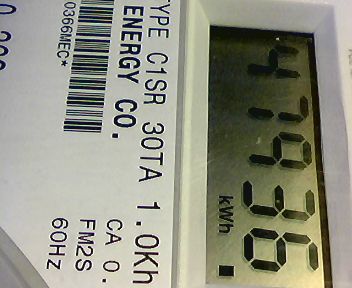 47936
kWh
TYPE C1SR 30TA 1.0Kh
ENERGY CO.
CA 0.
FM2S
60HZ
0366MEC*